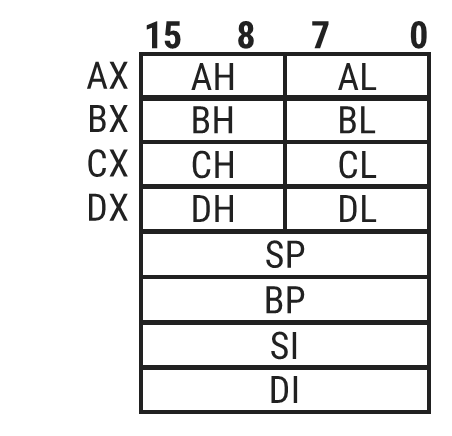 15 8 7 0
AX AH AL
BX BH BL
CX CH CL
DX DH DL
SP
BP
SI
DI